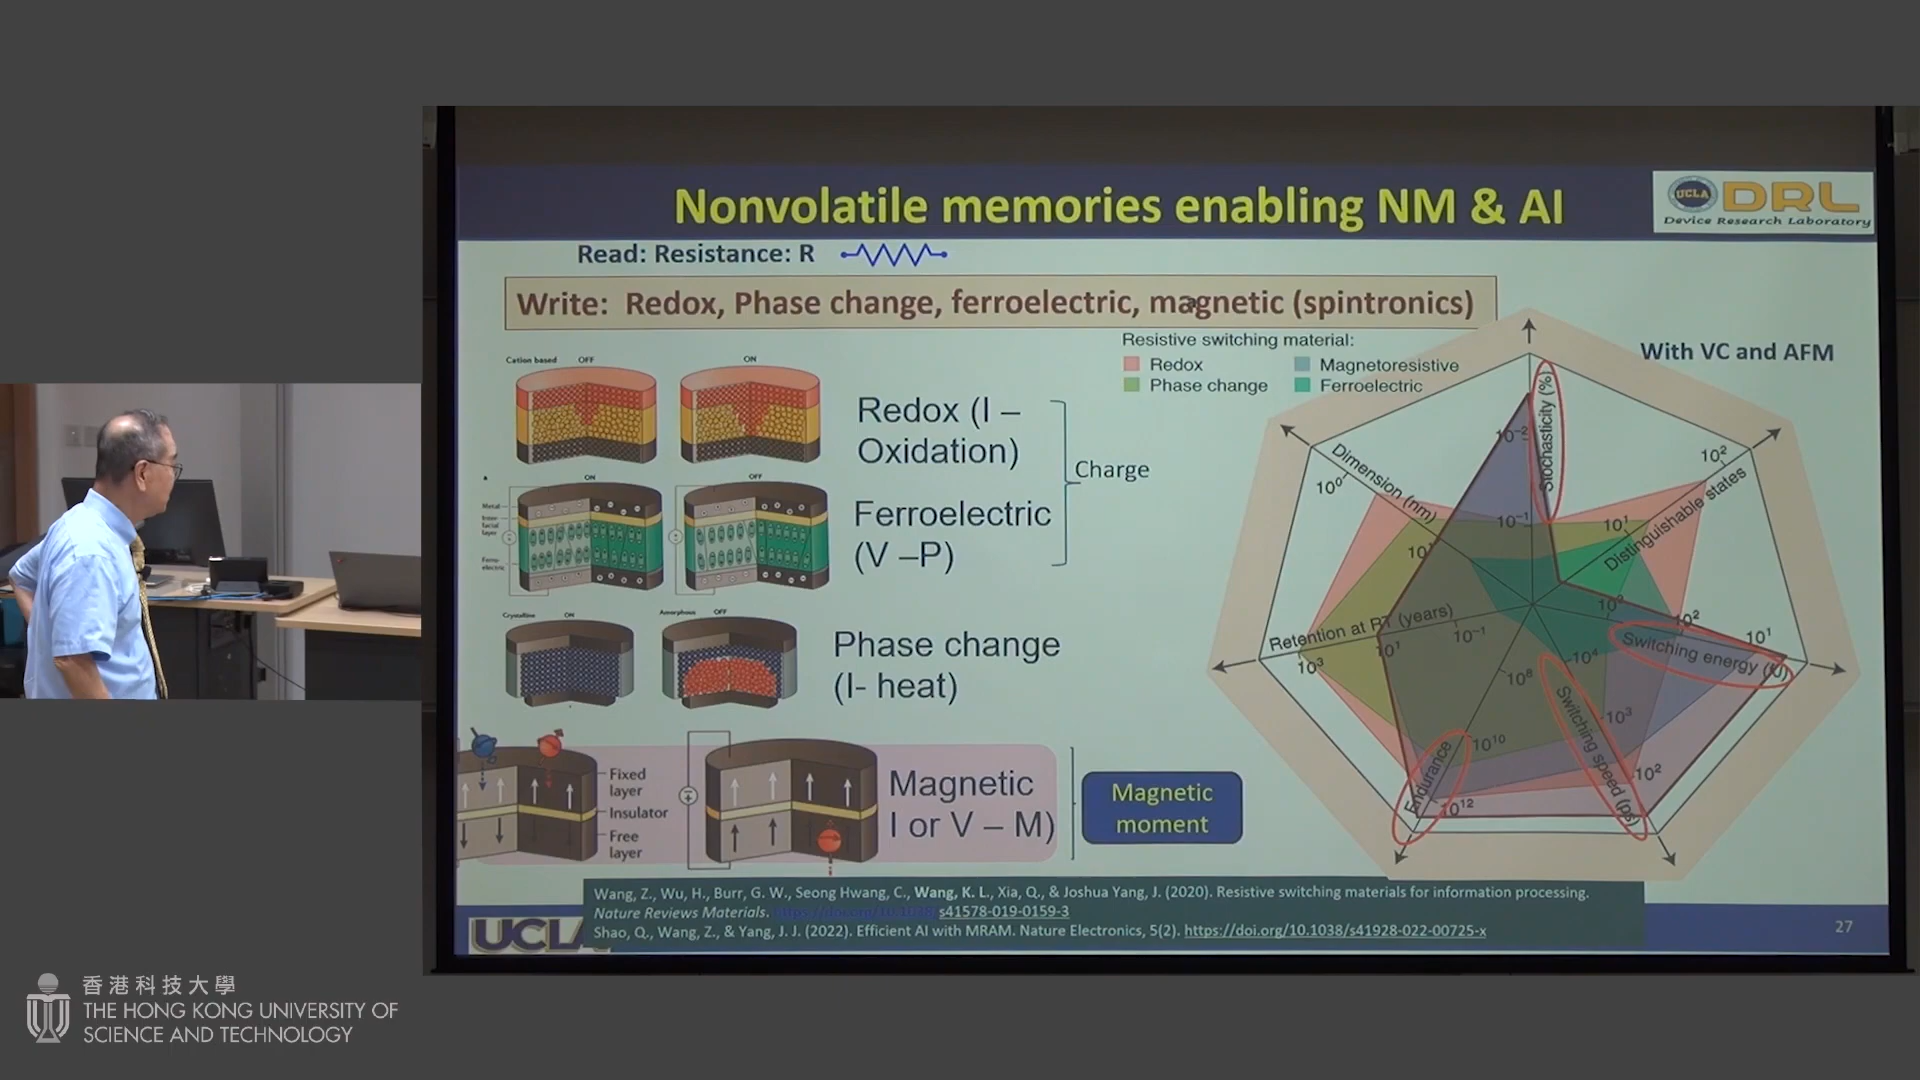 Nonvolatile memories enabling NM & AI
UCLA
DRL
Device Research Laboratory
Read: Resistance: R
Write: Redox, Phase change, ferroelectric, magnetic (spintronics)
Resistive switching material:
Redox
Magnetoresistive
Phase change
Ferroelectric
With VC and AFM
Cation based
OFF
ON
Redox (I –
Oxidation)
Charge
ON
OFF
Metal
Inter-
facial
layer
Ferro-
electric
Ferroelectric
(V –P)
Crystalline
ON
Amorphous
OFF
Phase change
(I- heat)
Fixed
layer
Insulator
Free
layer
Magnetic
I or V – M)
Magnetic
moment
Stochasticity (%)
10-2
10-1
Distinguishable states
10²
10¹
Switching energy (fJ)
10²
10¹
Switching speed (ps)
10⁴
10³
10²
Endurance
10⁸
10¹⁰
10¹²
Retention at RT (years)
10-1
10¹
10³
Dimension (nm)
10⁰
10¹
Wang, Z., Wu, H., Burr, G. W., Seong Hwang, C., Wang, K. L., Xia, Q., & Joshua Yang, J. (2020). Resistive switching materials for information processing.
Nature Reviews Materials. https://doi.org/10.1038/s41578-019-0159-3
Shao, Q., Wang, Z., & Yang, J. J. (2022). Efficient AI with MRAM. Nature Electronics, 5(2). https://doi.org/10.1038/s41928-022-00725-x
UCLA
27
香港科技大學
THE HONG KONG UNIVERSITY OF
SCIENCE AND TECHNOLOGY